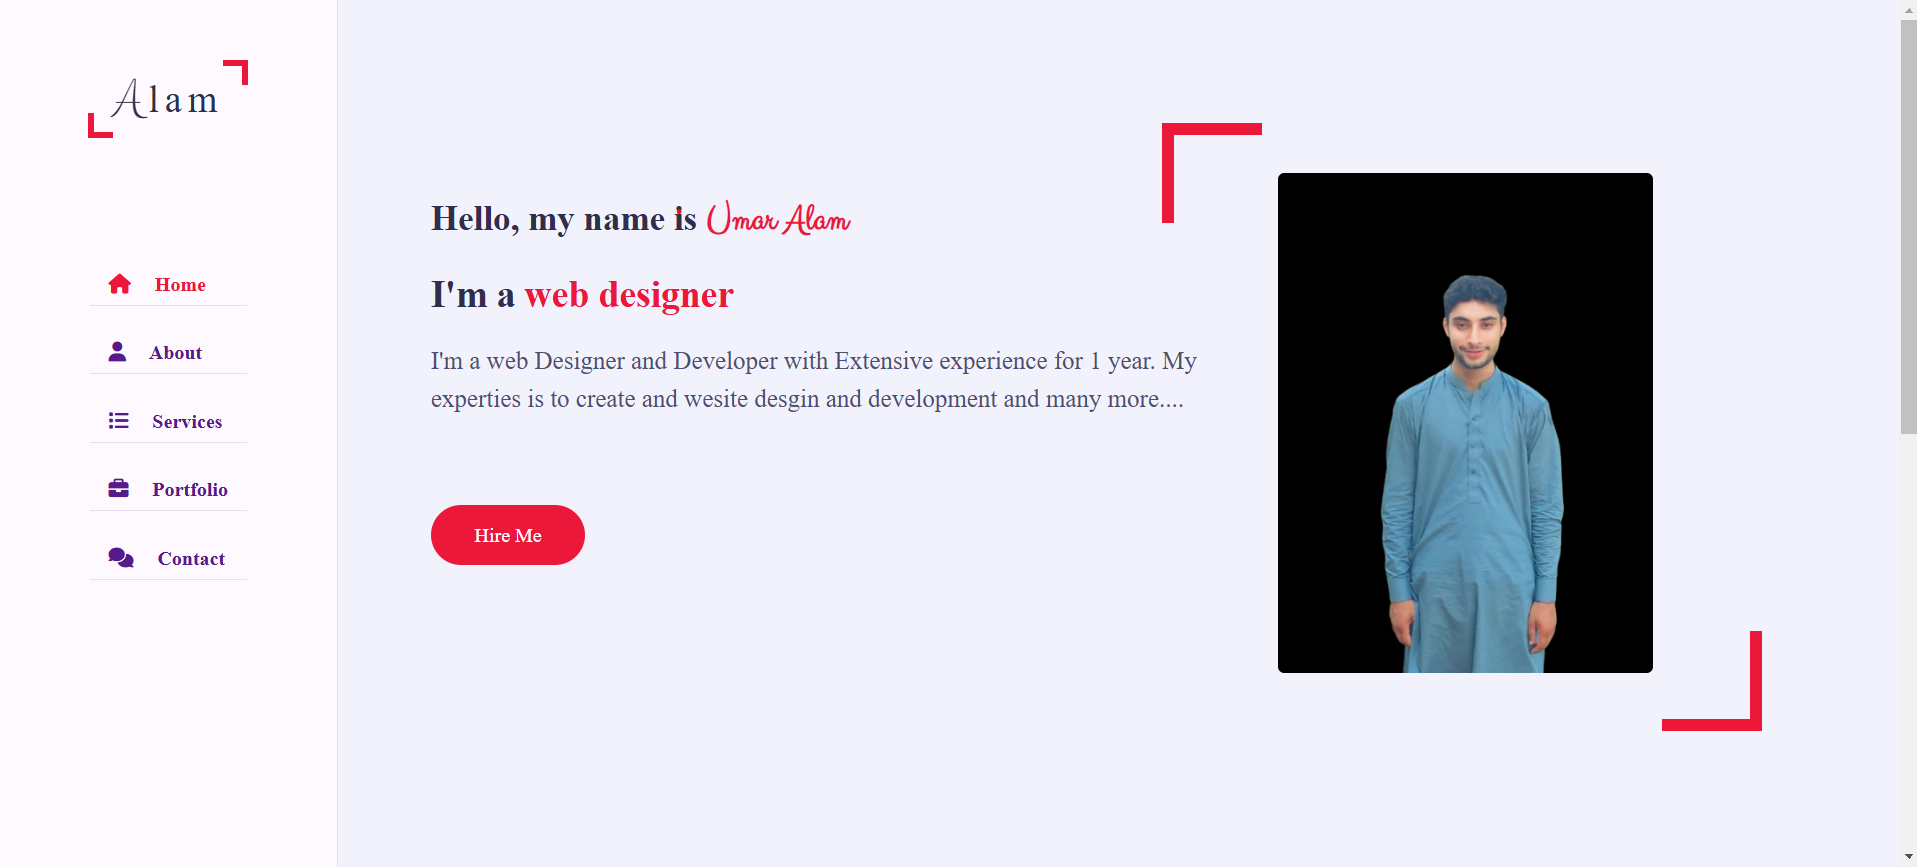 Alam
Home
About
Services
Portfolio
Contact
Hello, my name is Umar Alam
I'm a web designer
I'm a web Designer and Developer with Extensive experience for 1 year. My
experties is to create and wesite desgin and development and many more....
Hire Me